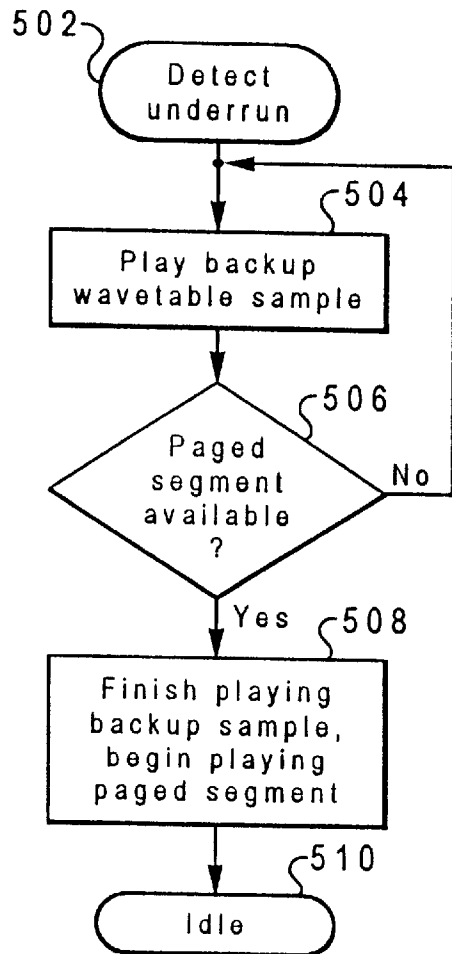 502
Detect
underrun
504
Play backup
wavetable sample
506
Paged
segment
available
?
No
Yes
508
Finish playing
backup sample,
begin playing
paged segment
510
Idle